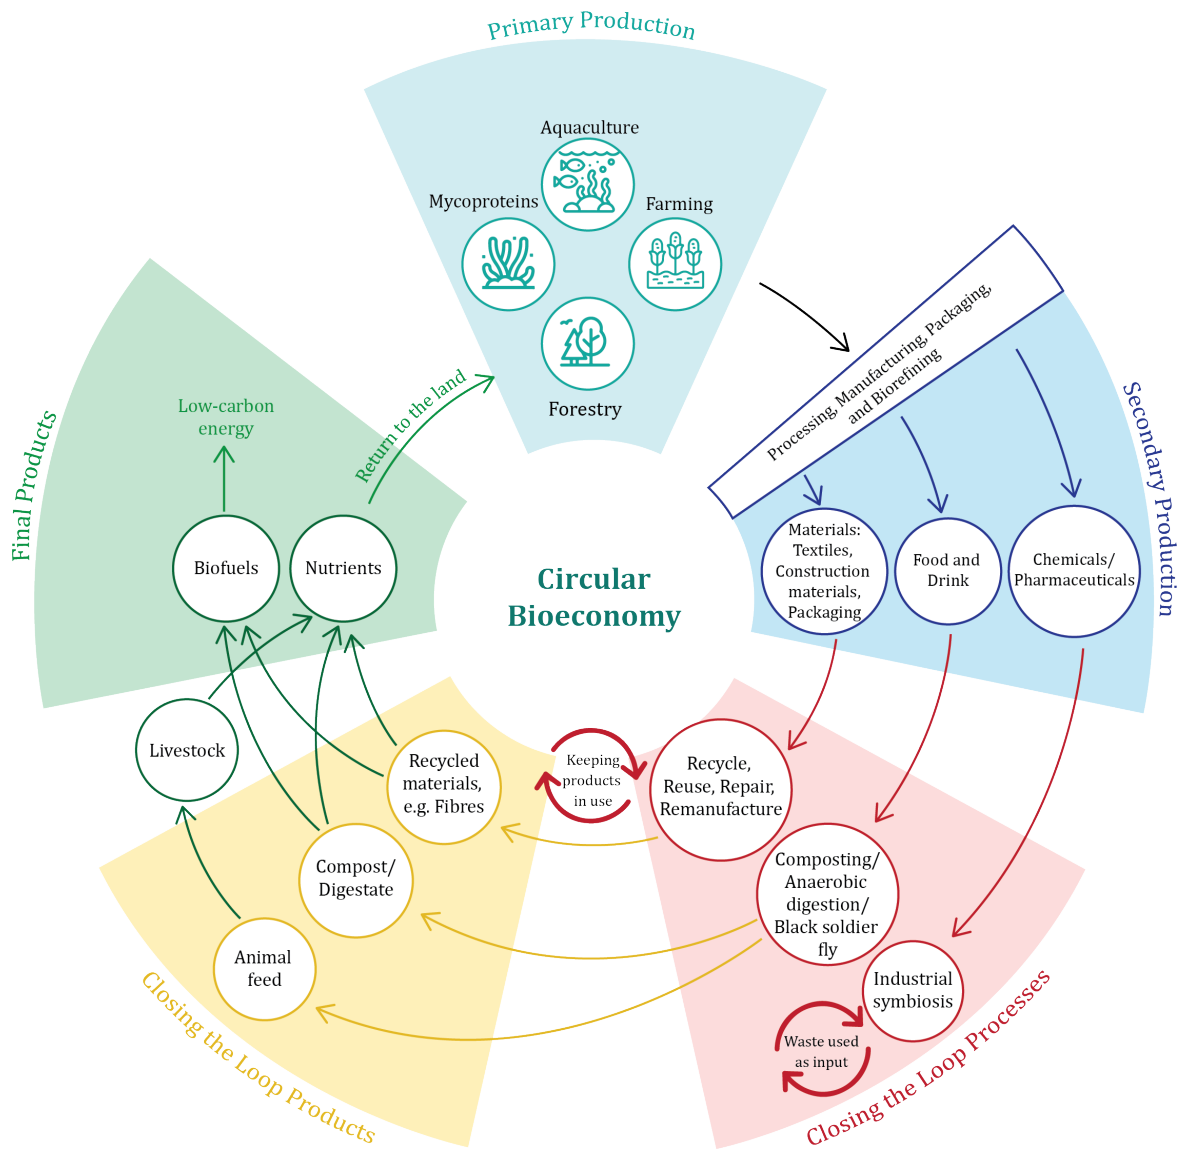 Primary Production
Aquaculture
Mycoproteins
Farming
Forestry
Processing, Manufacturing, Packaging,
and Biorefining
Secondary Production
Materials:
Textiles,
Construction
materials,
Packaging
Food and
Drink
Chemicals/
Pharmaceuticals
Circular
Bioeconomy
Final Products
Low-carbon
energy
Return to the land
Biofuels
Nutrients
Livestock
Recycled
materials,
e.g. Fibres
Compost/
Digestate
Animal
feed
Closing the Loop Products
Keeping
products
in use
Recycle,
Reuse, Repair,
Remanufacture
Composting/
Anaerobic
digestion/
Black soldier
fly
Industrial
symbiosis
Waste used
as input
Closing the Loop Processes